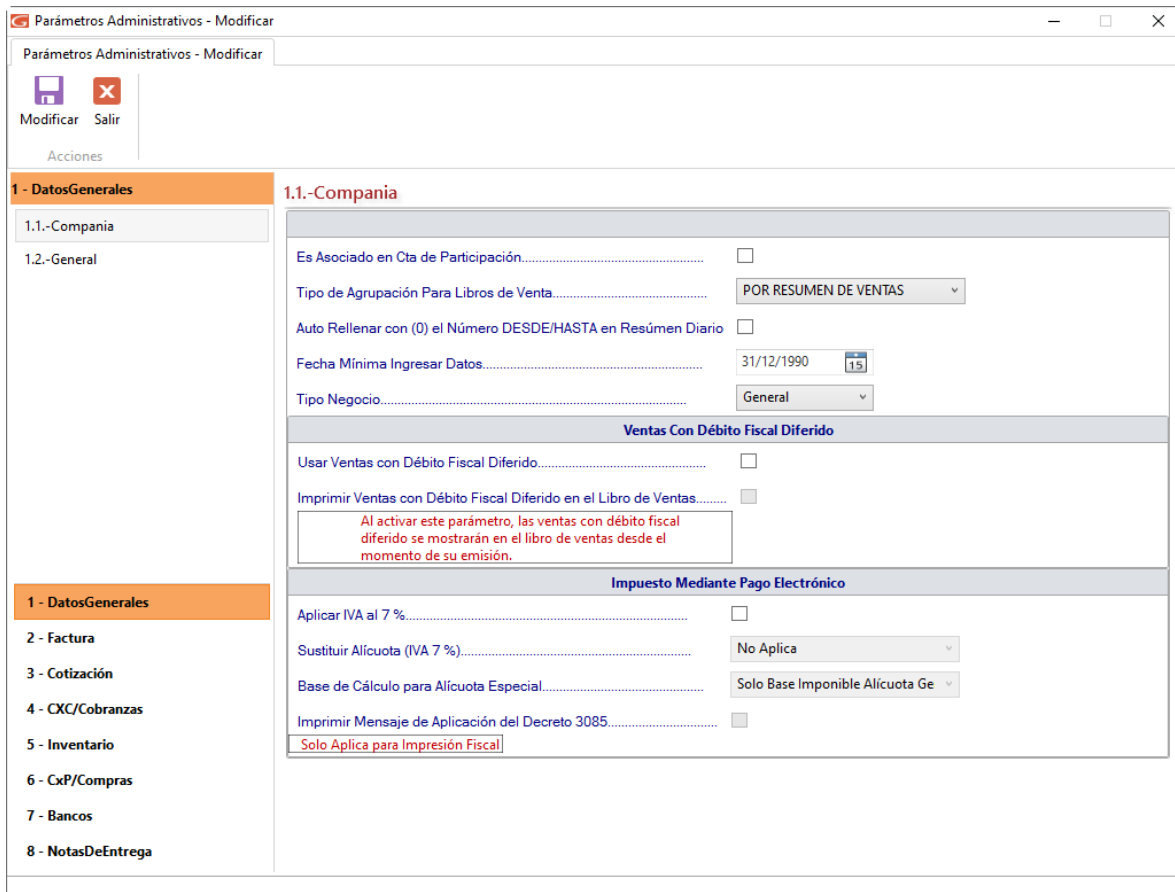 Parámetros Administrativos - Modificar
Parámetros Administrativos - Modificar
Modificar Salir
Acciones
1 - DatosGenerales
1.1.-Compania
1.2.-General
1.1.-Compania
Es Asociado en Cta de Participación
Tipo de Agrupación Para Libros de Venta POR RESUMEN DE VENTAS
Auto Rellenar con (0) el Número DESDE/HASTA en Resúmen Diario
Fecha Mínima Ingresar Datos 31/12/1990 15
Tipo Negocio General
Ventas Con Débito Fiscal Diferido
Usar Ventas con Débito Fiscal Diferido
Imprimir Ventas con Débito Fiscal Diferido en el Libro de Ventas
Al activar este parámetro, las ventas con débito fiscal
diferido se mostrarán en el libro de ventas desde el
momento de su emisión.
Impuesto Mediante Pago Electrónico
Aplicar IVA al 7 %
Sustituir Alícuota (IVA 7 %) No Aplica
Base de Cálculo para Alícuota Especial Solo Base Imponible Alícuota Ge
Imprimir Mensaje de Aplicación del Decreto 3085
Solo Aplica para Impresión Fiscal
1 - DatosGenerales
2 - Factura
3 - Cotización
4 - CXC/Cobranzas
5 - Inventario
6 - CxP/Compras
7 - Bancos
8 - NotasDeEntrega